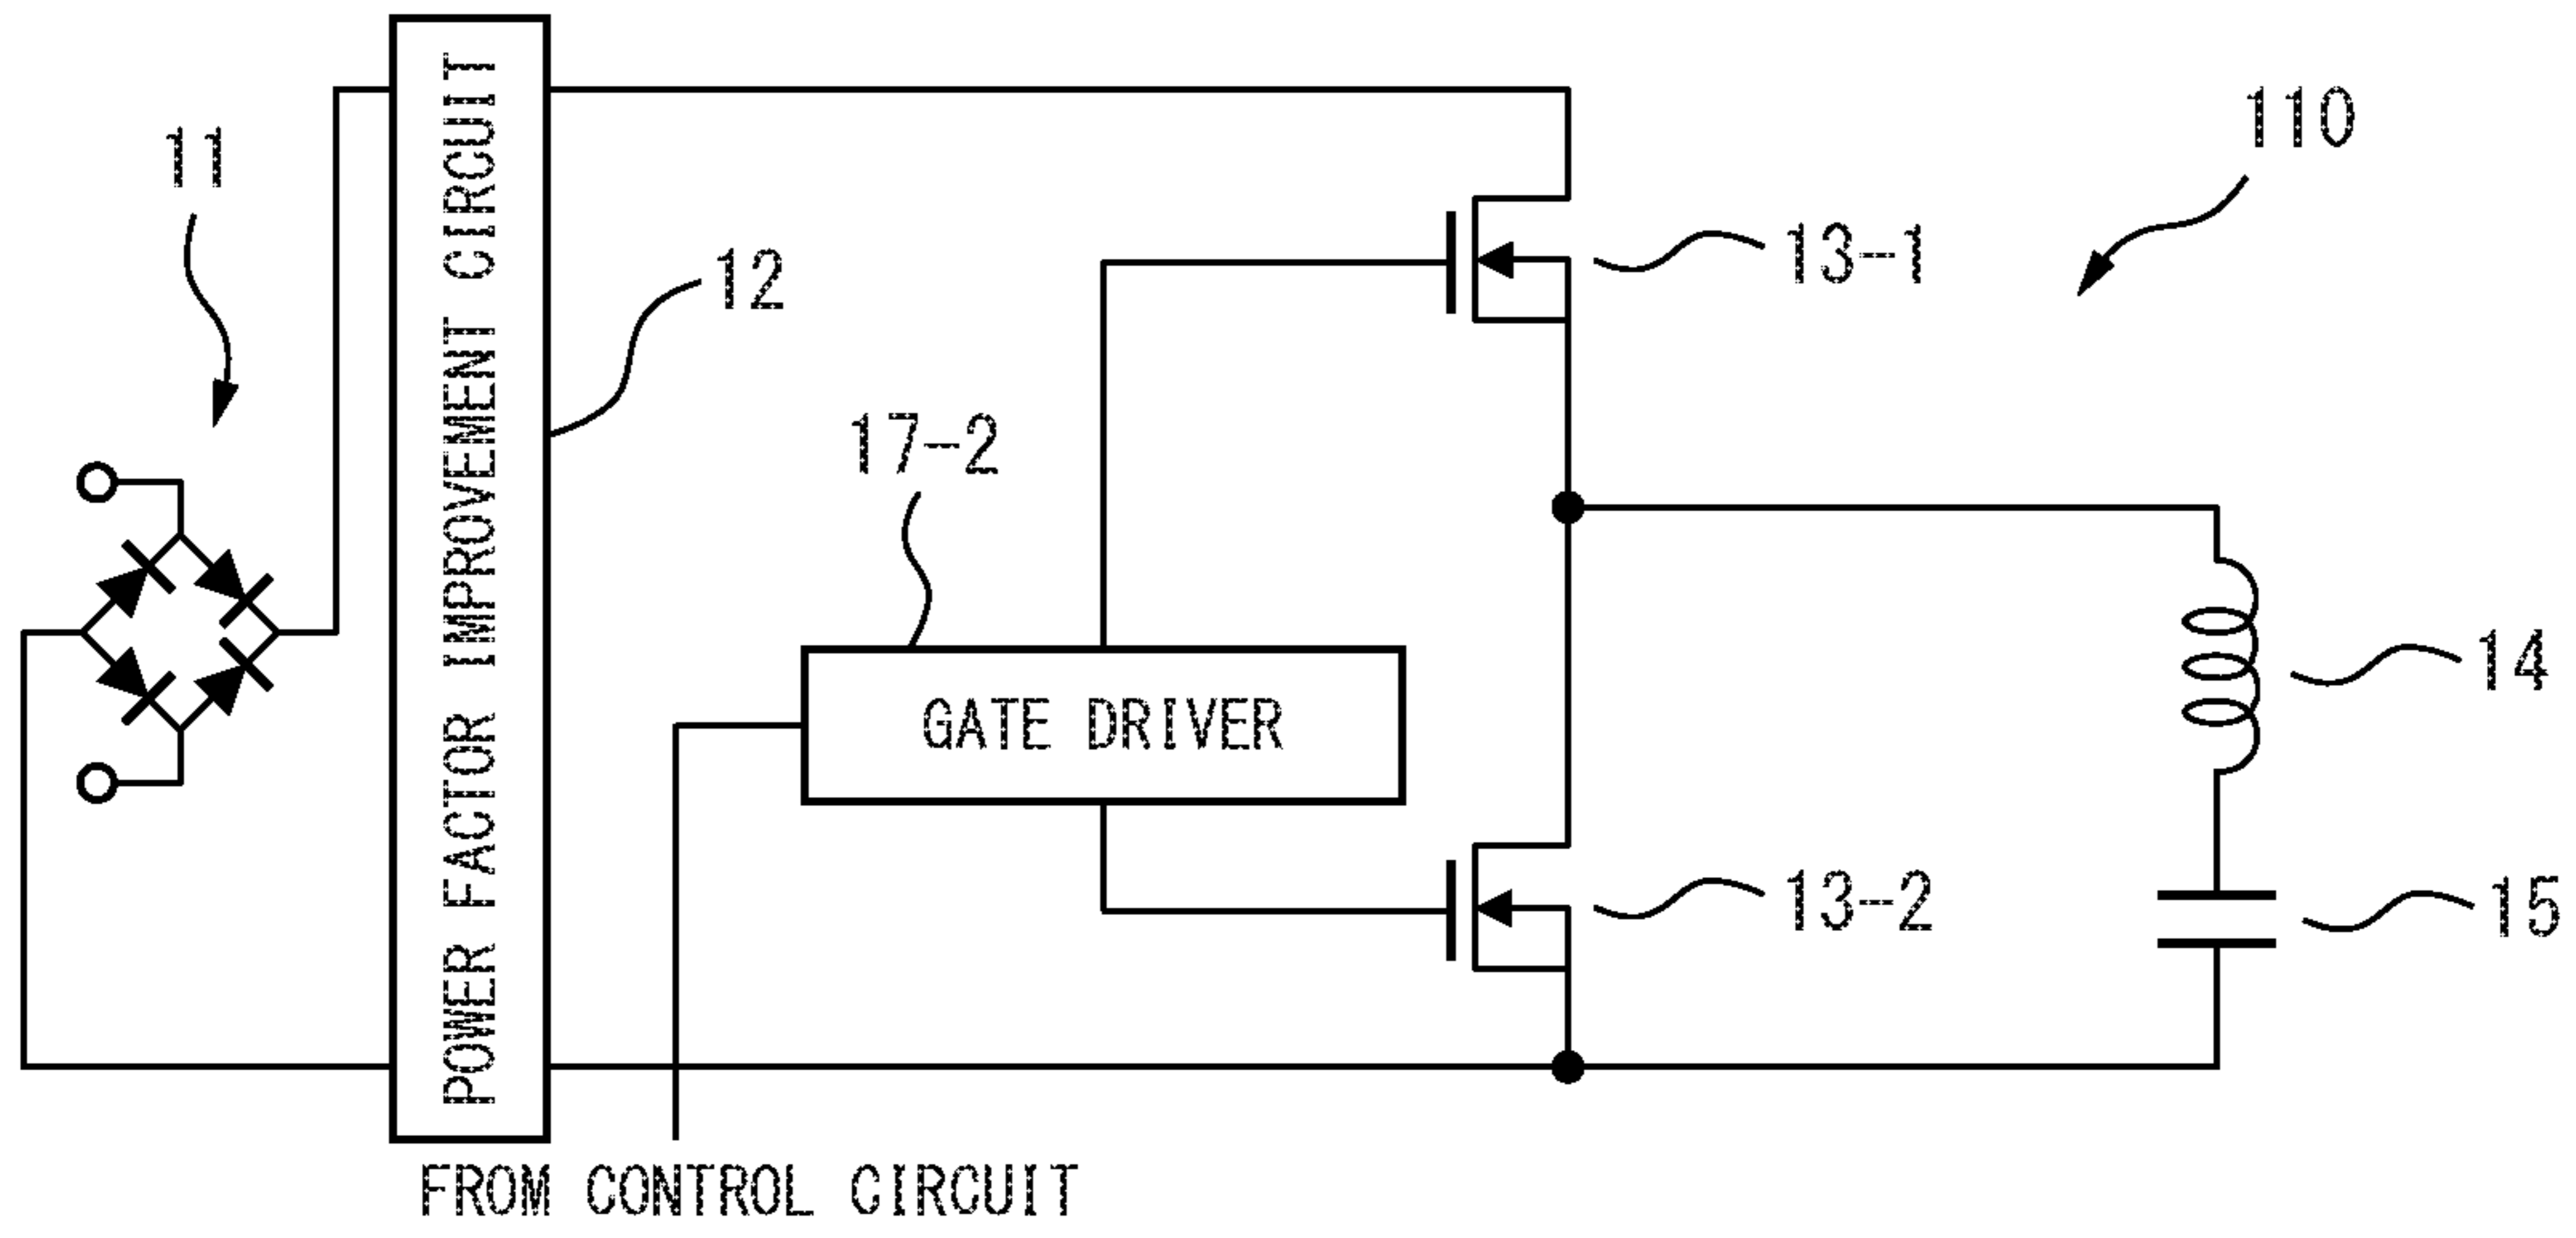 110
11
13-1
12
17-2
POWER FACTOR IMPROVEMENT CIRCUIT
14
GATE DRIVER
13-2
15
FROM CONTROL CIRCUIT